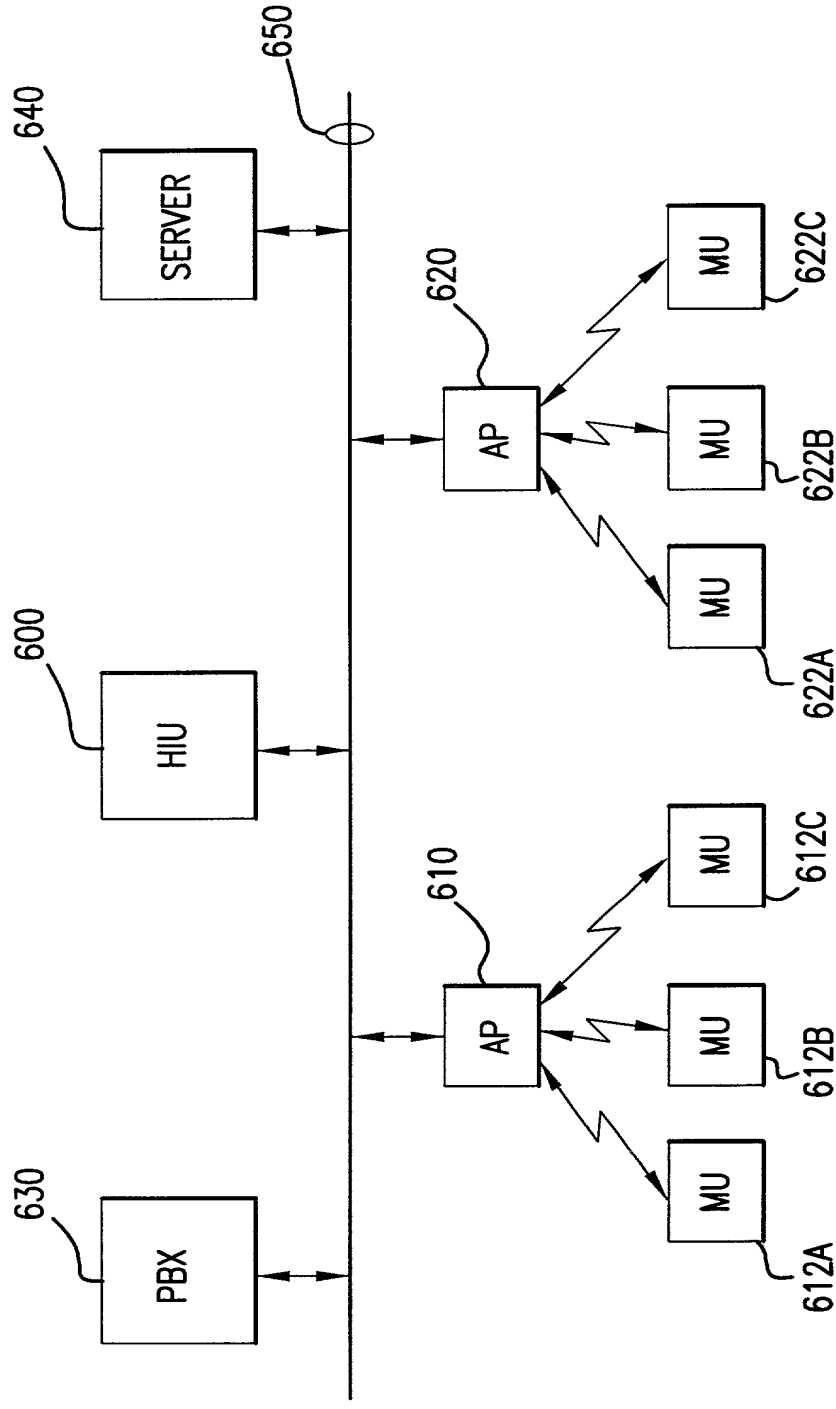 630
PBX
600
HIU
640
SERVER
650
610
AP
620
AP
MU
612A
MU
612B
MU
612C
MU
622A
MU
622B
MU
622C